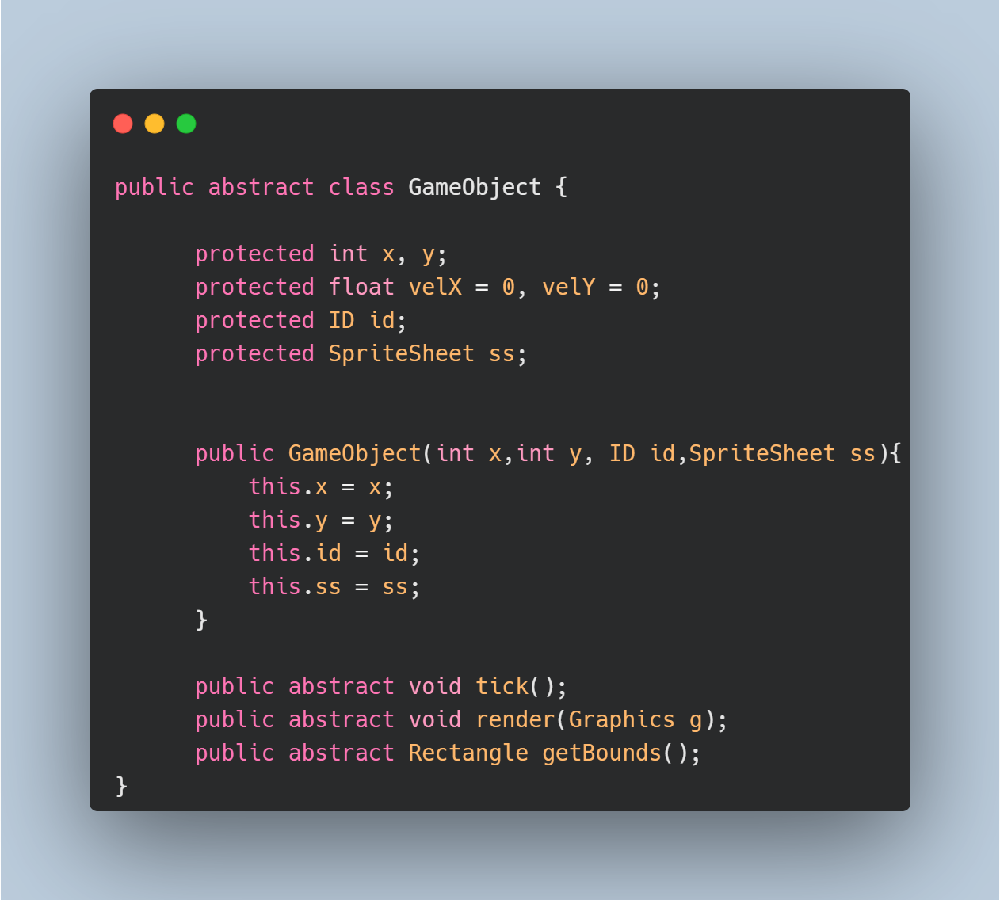 public abstract class GameObject {
protected int x, y;
protected float velX = 0, velY = 0;
protected ID id;
protected SpriteSheet ss;
public GameObject(int x,int y, ID id,SpriteSheet ss){
this.x = x;
this.y = y;
this.id = id;
this.ss = ss;
}
public abstract void tick();
public abstract void render(Graphics g);
public abstract Rectangle getBounds();
}